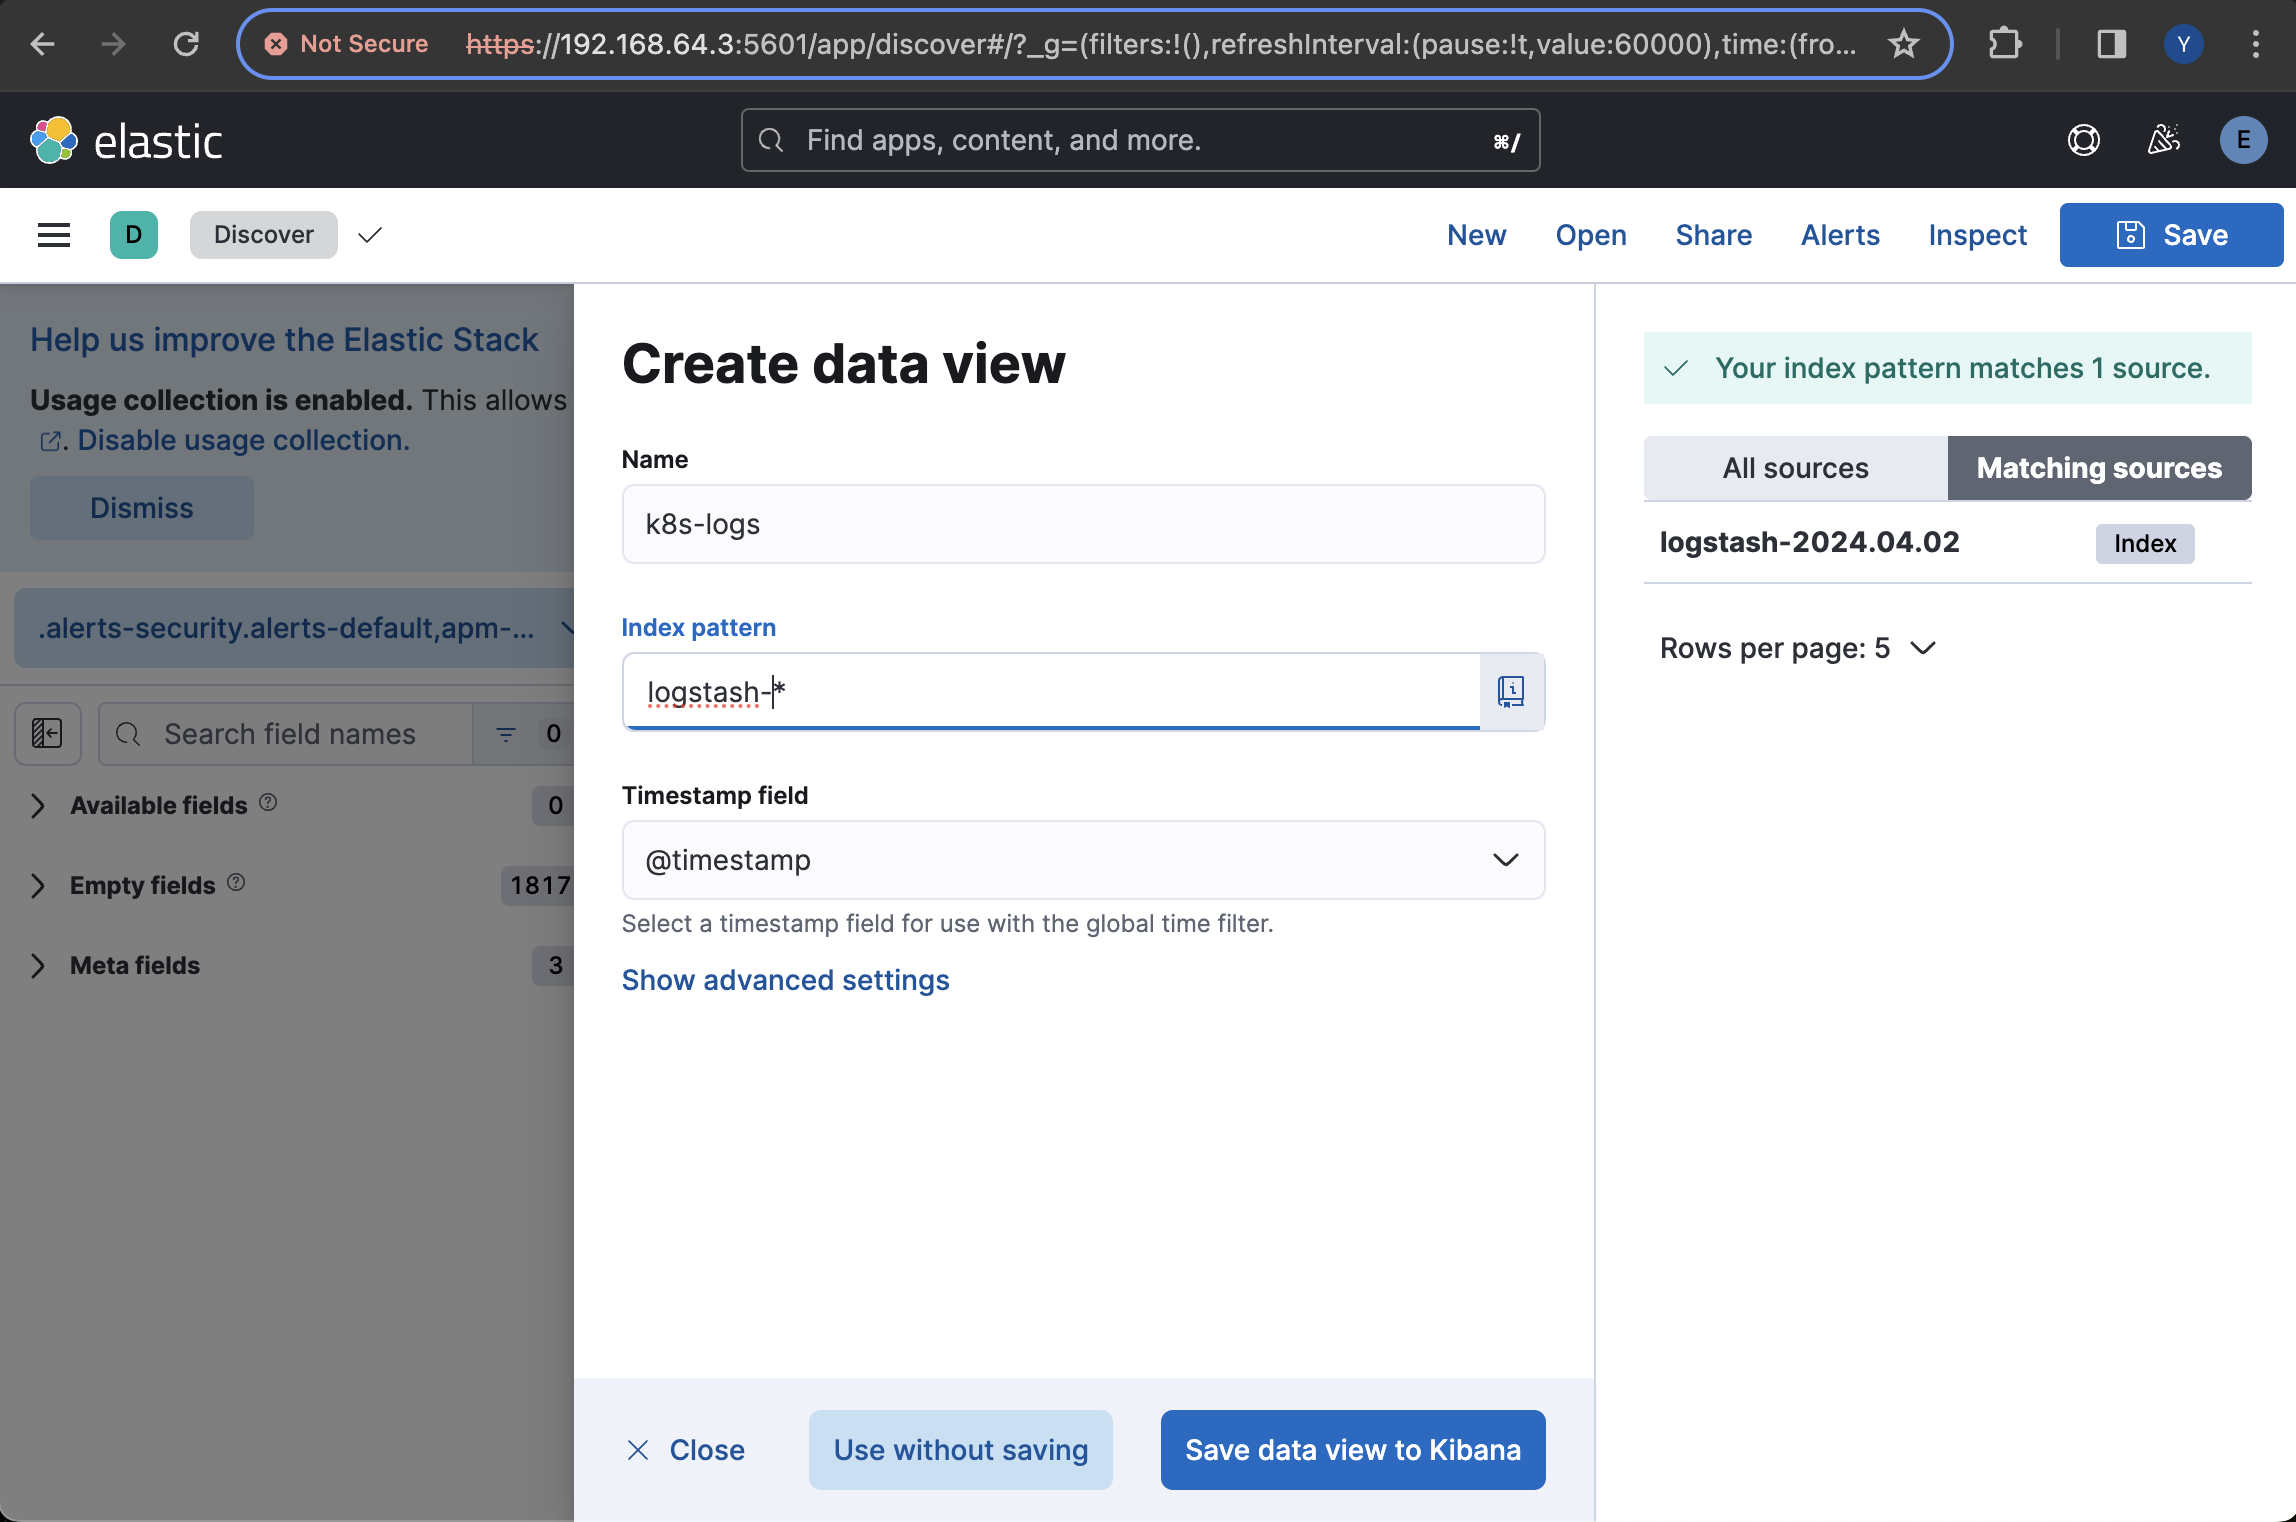 Not Secure https://192.168.64.3:5601/app/discover#/?_g=(filters:!(),refreshInterval:(pause:!t,value:60000),time:(fro... Y
elastic Find apps, content, and more. ⌘/ E
D Discover New Open Share Alerts Inspect Save
Help us improve the Elastic Stack
Usage collection is enabled. This allows
. Disable usage collection.
Dismiss
.alerts-security.alerts-default,apm-...
Search field names 0
Available fields 0
Empty fields 1817
Meta fields 3
Create data view
Name
k8s-logs
Index pattern
logstash-*
Timestamp field
@timestamp
Select a timestamp field for use with the global time filter.
Show advanced settings
Close Use without saving Save data view to Kibana
Your index pattern matches 1 source.
All sources Matching sources
logstash-2024.04.02 Index
Rows per page: 5